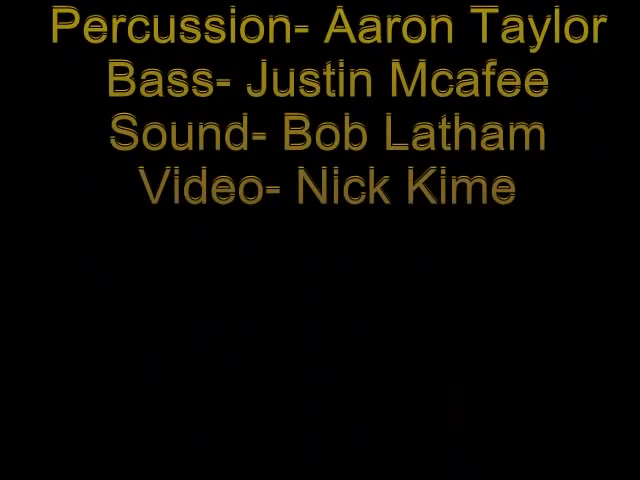 Percussion- Aaron Taylor
Bass- Justin Mcafee
Sound- Bob Latham
Video- Nick Kime